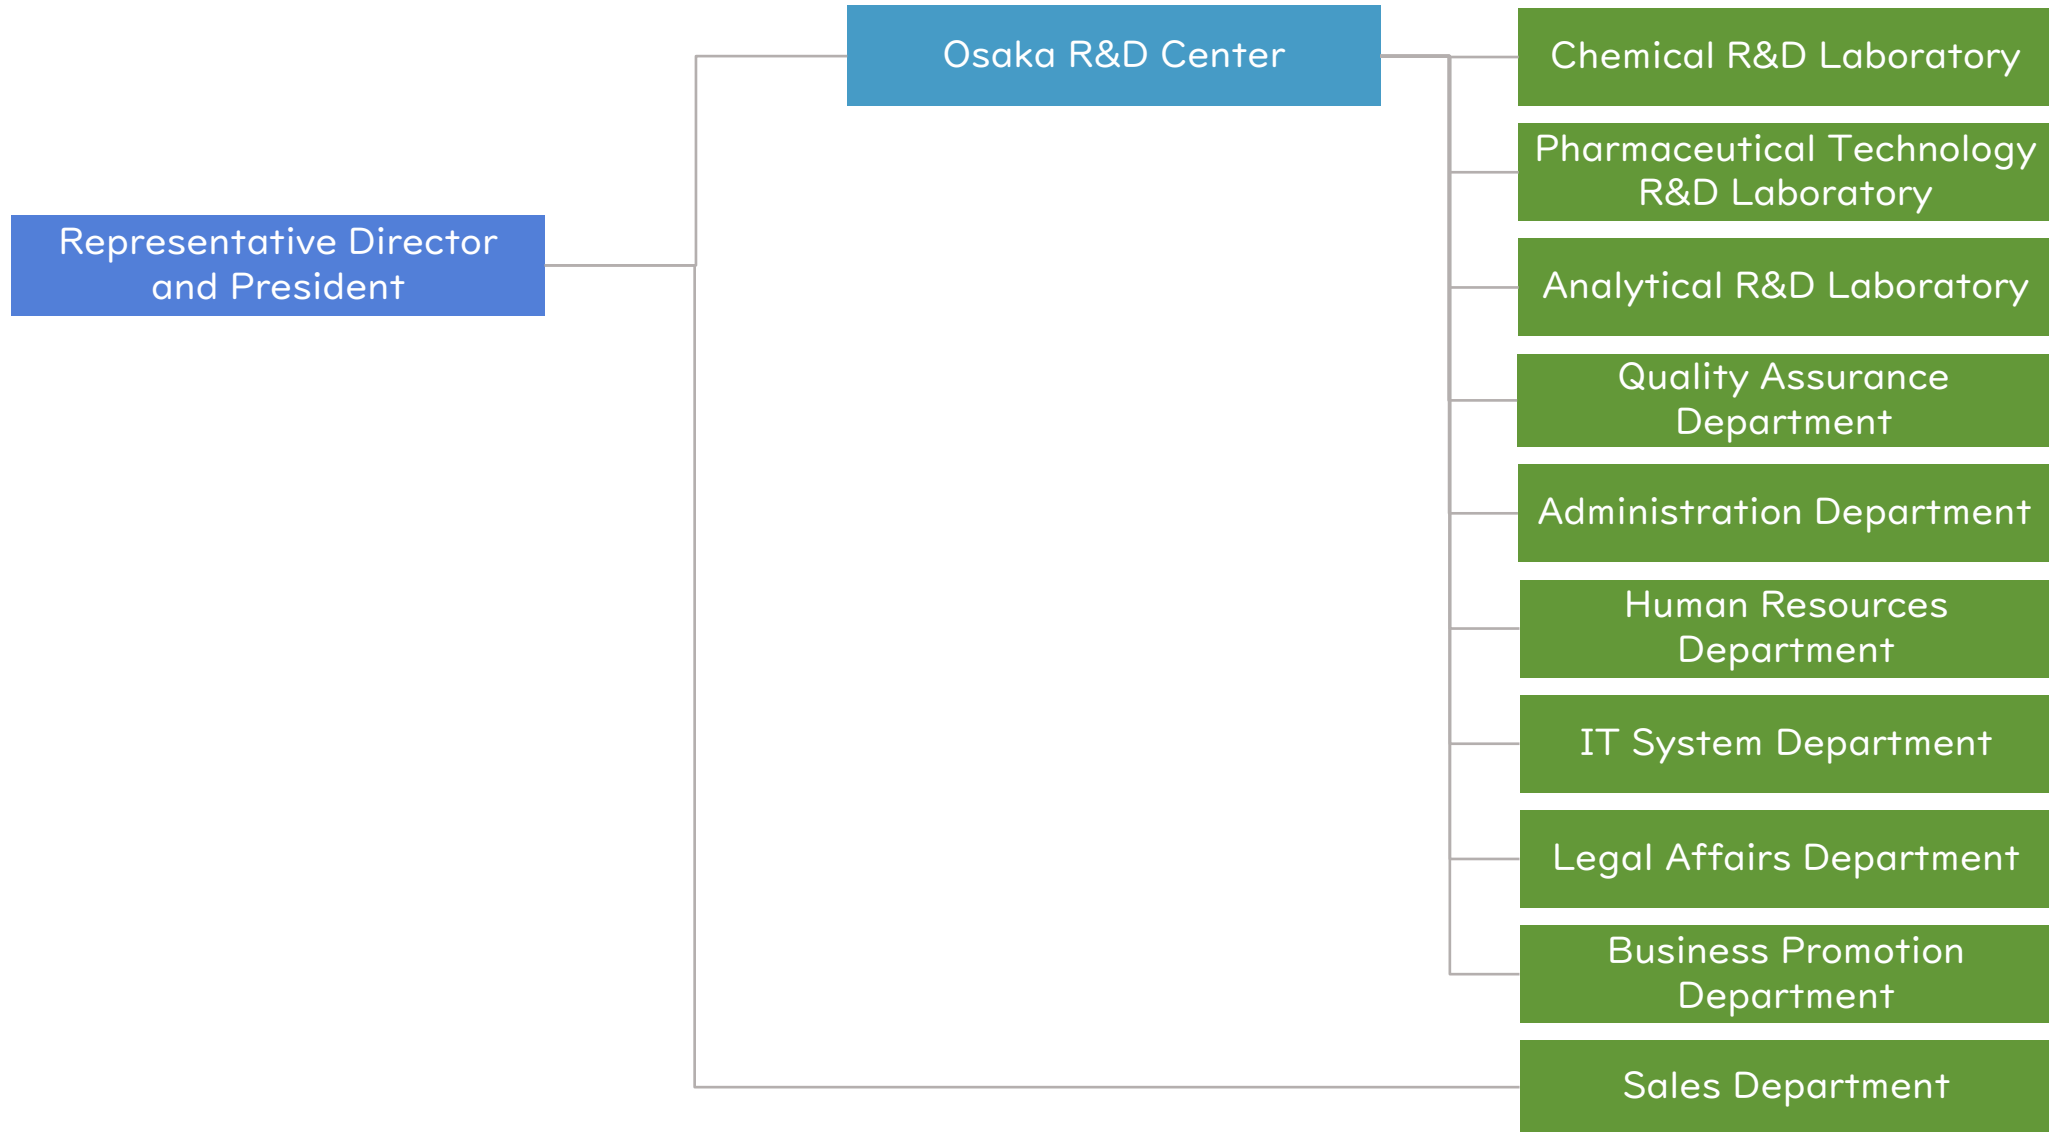 Osaka R&D Center
Chemical R&D Laboratory
Pharmaceutical Technology
R&D Laboratory
Representative Director
and President
Analytical R&D Laboratory
Quality Assurance
Department
Administration Department
Human Resources
Department
IT System Department
Legal Affairs Department
Business Promotion
Department
Sales Department